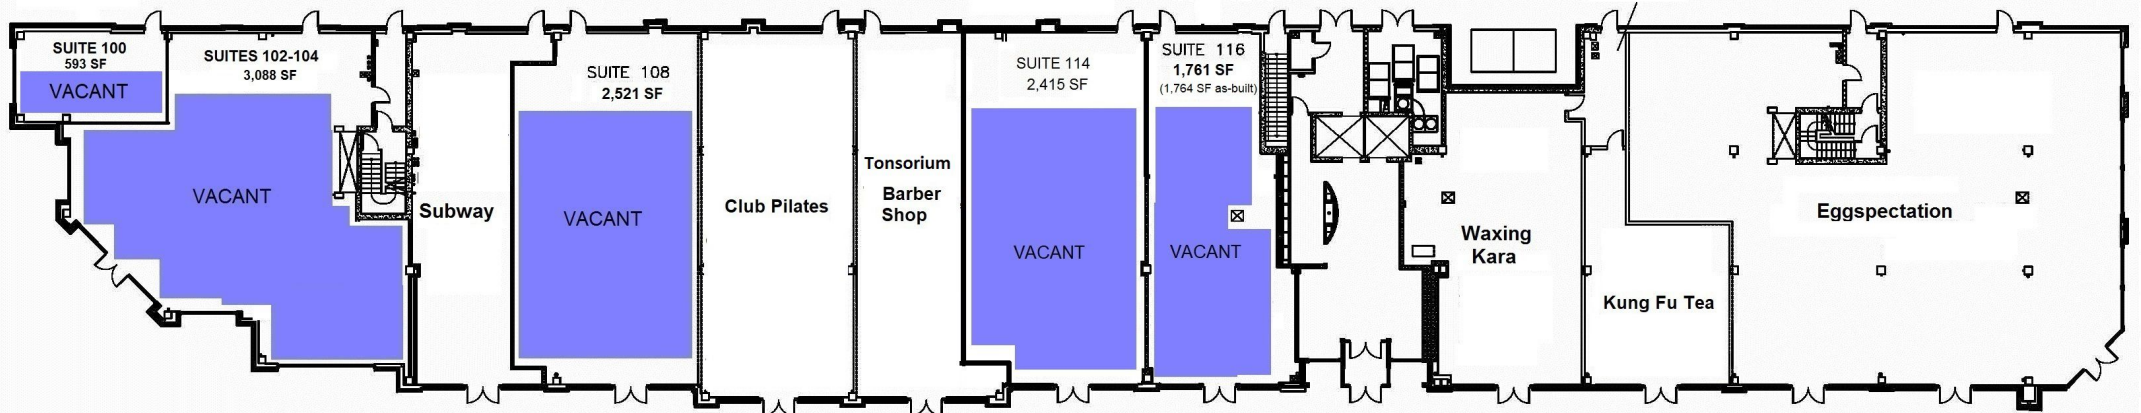 SUITE 100
593 SF
VACANT
SUITES 102-104
3,088 SF
VACANT
Subway
SUITE 108
2,521 SF
VACANT
Club Pilates
Tonsorium
Barber
Shop
SUITE 114
2,415 SF
VACANT
SUITE 116
1,761 SF
(1,764 SF as-built)
VACANT
Waxing
Kara
Kung Fu Tea
Eggspectation